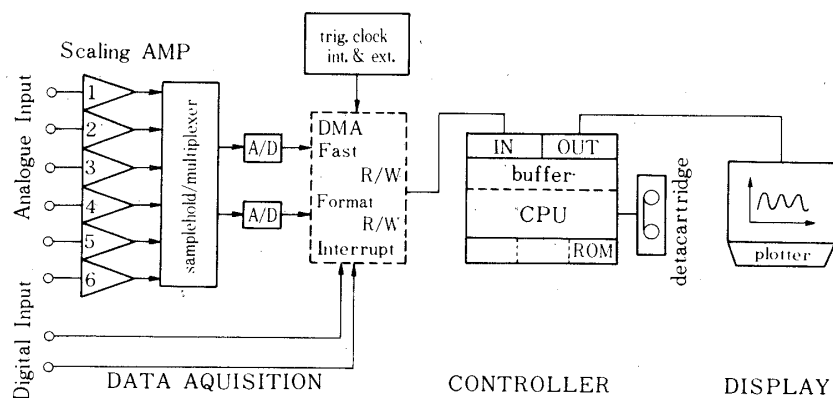 Scaling AMP
trig. clock
int. & ext.
Analogue Input
1
2
3
4
5
6
samplehold/multiplexer
A/D
A/D
DMA
Fast
R/W
Format
R/W
Interrupt
Digital Input
IN
OUT
buffer
CPU
ROM
detacartridge
plotter
DATA AQUISITION
CONTROLLER
DISPLAY